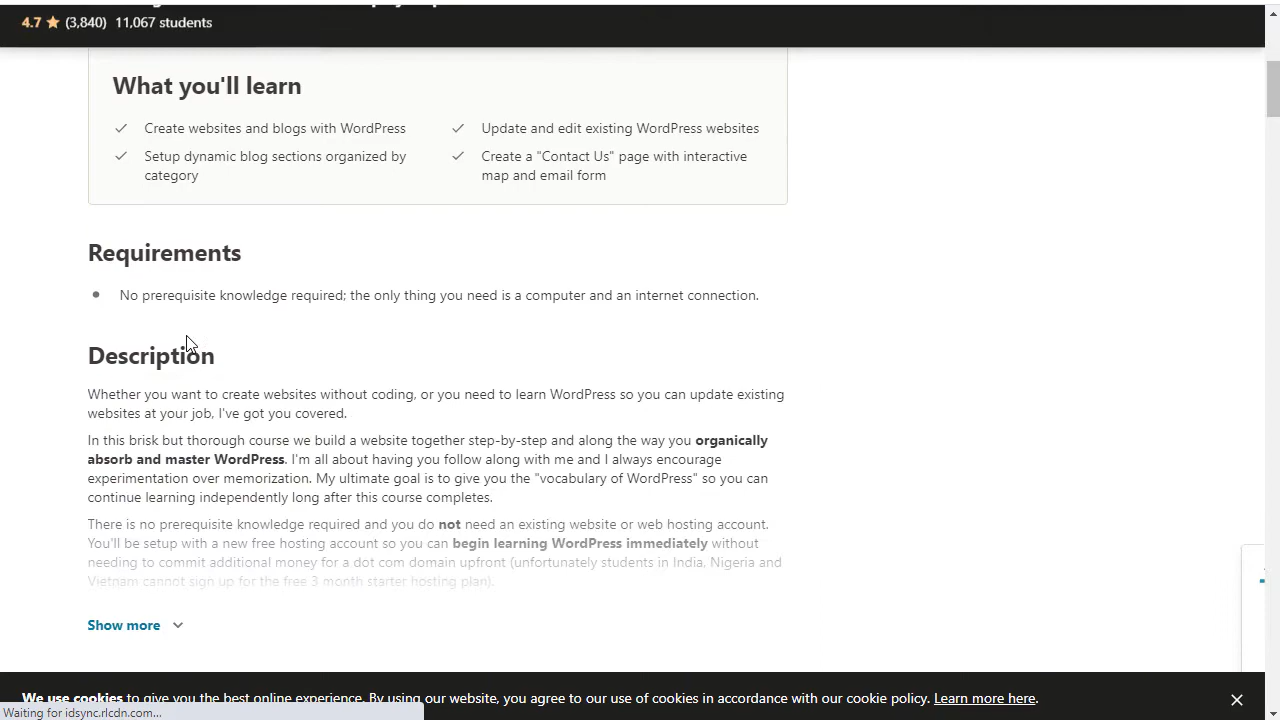 4.7 (3,840) 11,067 students
What you'll learn
Create websites and blogs with WordPress
Update and edit existing WordPress websites
Setup dynamic blog sections organized by
category
Create a "Contact Us" page with interactive
map and email form
Requirements
No prerequisite knowledge required; the only thing you need is a computer and an internet connection.
Description
Whether you want to create websites without coding, or you need to learn WordPress so you can update existing
websites at your job, I've got you covered.
In this brisk but thorough course we build a website together step-by-step and along the way you organically
absorb and master WordPress. I'm all about having you follow along with me and I always encourage
experimentation over memorization. My ultimate goal is to give you the "vocabulary of WordPress" so you can
continue learning independently long after this course completes.
There is no prerequisite knowledge required and you do not need an existing website or web hosting account.
You'll be setup with a new free hosting account so you can begin learning WordPress immediately without
needing to commit additional money for a dot com domain upfront (unfortunately students in India, Nigeria and
Vietnam cannot sign up for the free 3 month starter hosting plan).
Show more
We use cookies to give you the best online experience. By using our website, you agree to our use of cookies in accordance with our cookie policy. Learn more here.
Waiting for idsync.rlcdn.com...